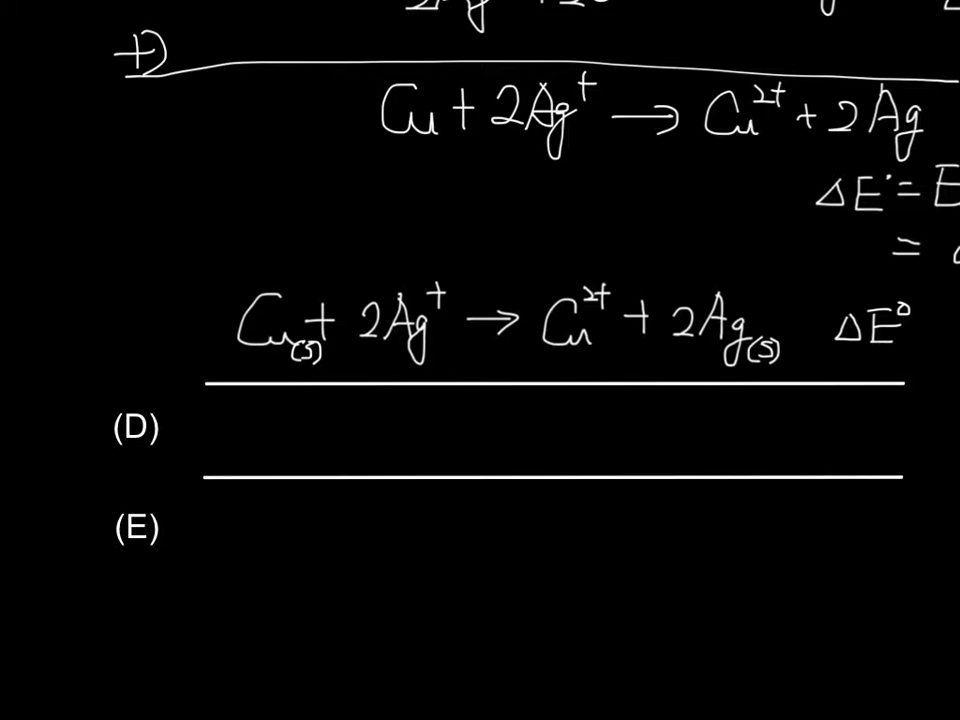 +)
Cu + 2Ag⁺ → Cu²⁺ + 2Ag
ΔE° = E
=
Cu(s) + 2Ag⁺ → Cu²⁺ + 2Ag(s) ΔE°
(D)
(E)